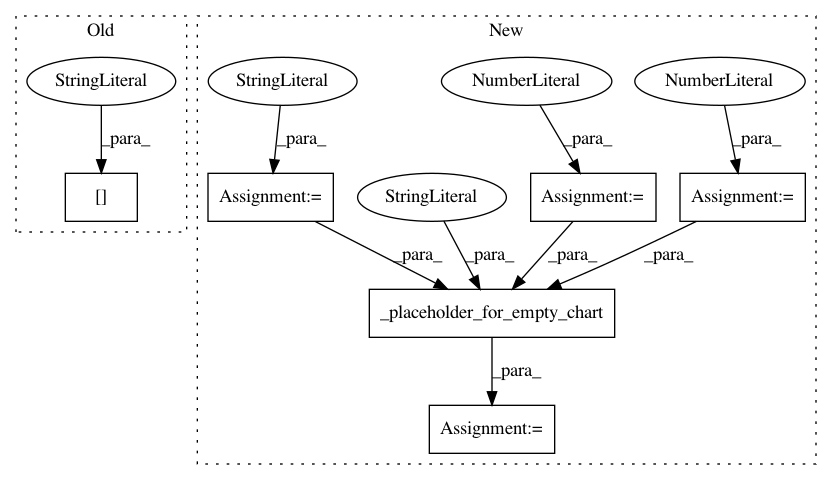 Old
New
StringLiteral
StringLiteral
NumberLiteral
NumberLiteral
_para_
_para_
_para_
_para_
[]
Assignment:=
StringLiteral
Assignment:=
Assignment:=
_para_
_para_
_para_
_para_
_placeholder_for_empty_chart
_para_
Assignment:=